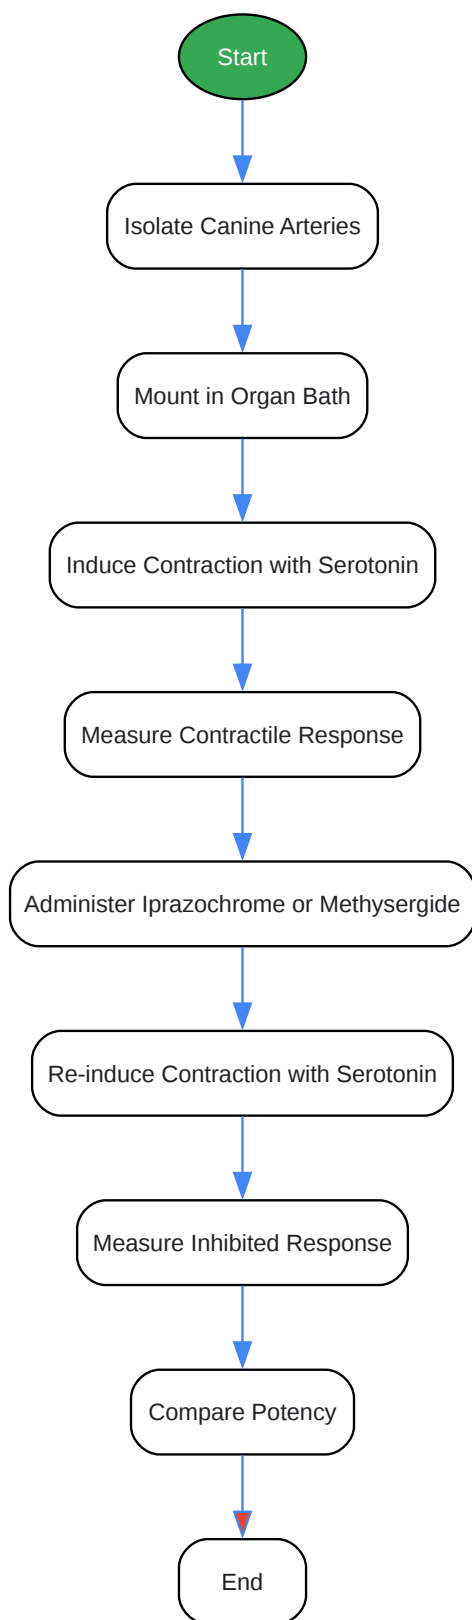 Start
Isolate Canine Arteries
Mount in Organ Bath
Induce Contraction with Serotonin
Measure Contractile Response
Administer Iprazochrome or Methysergide
Re-induce Contraction with Serotonin
Measure Inhibited Response
Compare Potency
End